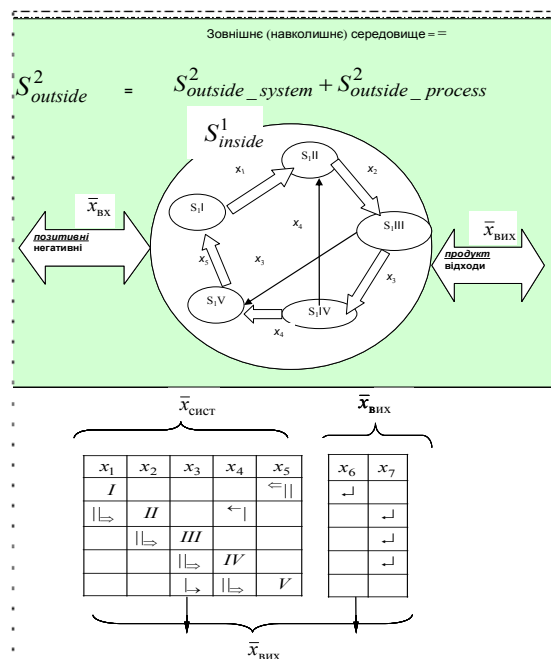 Зовнішнє (навколишнє) середовище = =
S²outside = S²outside_system + S²outside_process
S¹inside
S₁II
x₁
x₂
x̄вх
S₁I
x₄
S₁III
x̄вих
позитивні
негативні
x₅
x₃
продукт
відходи
x₃
S₁V
S₁IV
x₄
x̄сист
x̄вих
x₁ x₂ x₃ x₄ x₅ x₆ x₇
I ⇐|| ↵
||⇒ II ←| ↵
||⇒ III ↵
||⇒ IV ↵
|→ ||⇒ V
x̄вих